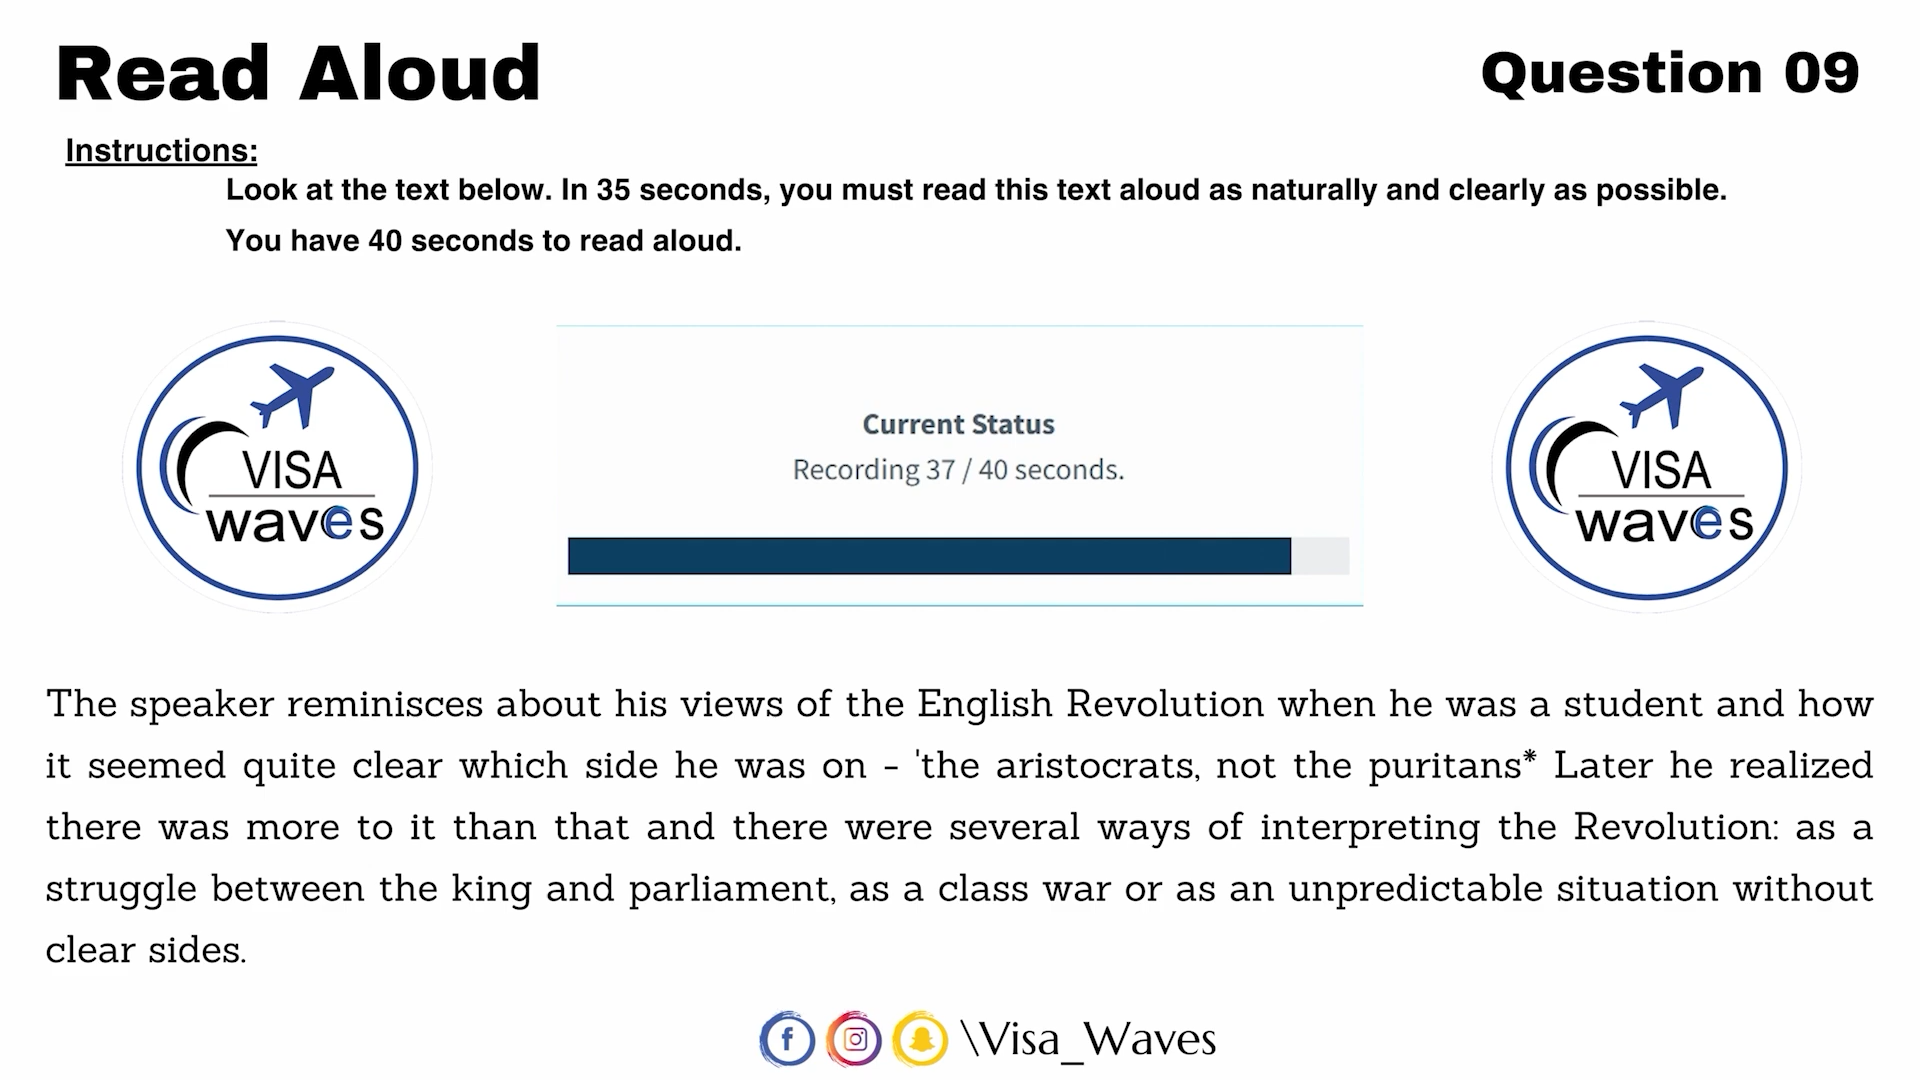 Read Aloud
Question 09
Instructions:
Look at the text below. In 35 seconds, you must read this text aloud as naturally and clearly as possible.
You have 40 seconds to read aloud.
VISA
waves
Current Status
Recording 37 / 40 seconds.
VISA
waves
The speaker reminisces about his views of the English Revolution when he was a student and how
it seemed quite clear which side he was on - 'the aristocrats, not the puritans* Later he realized
there was more to it than that and there were several ways of interpreting the Revolution: as a
struggle between the king and parliament, as a class war or as an unpredictable situation without
clear sides.
\Visa_Waves